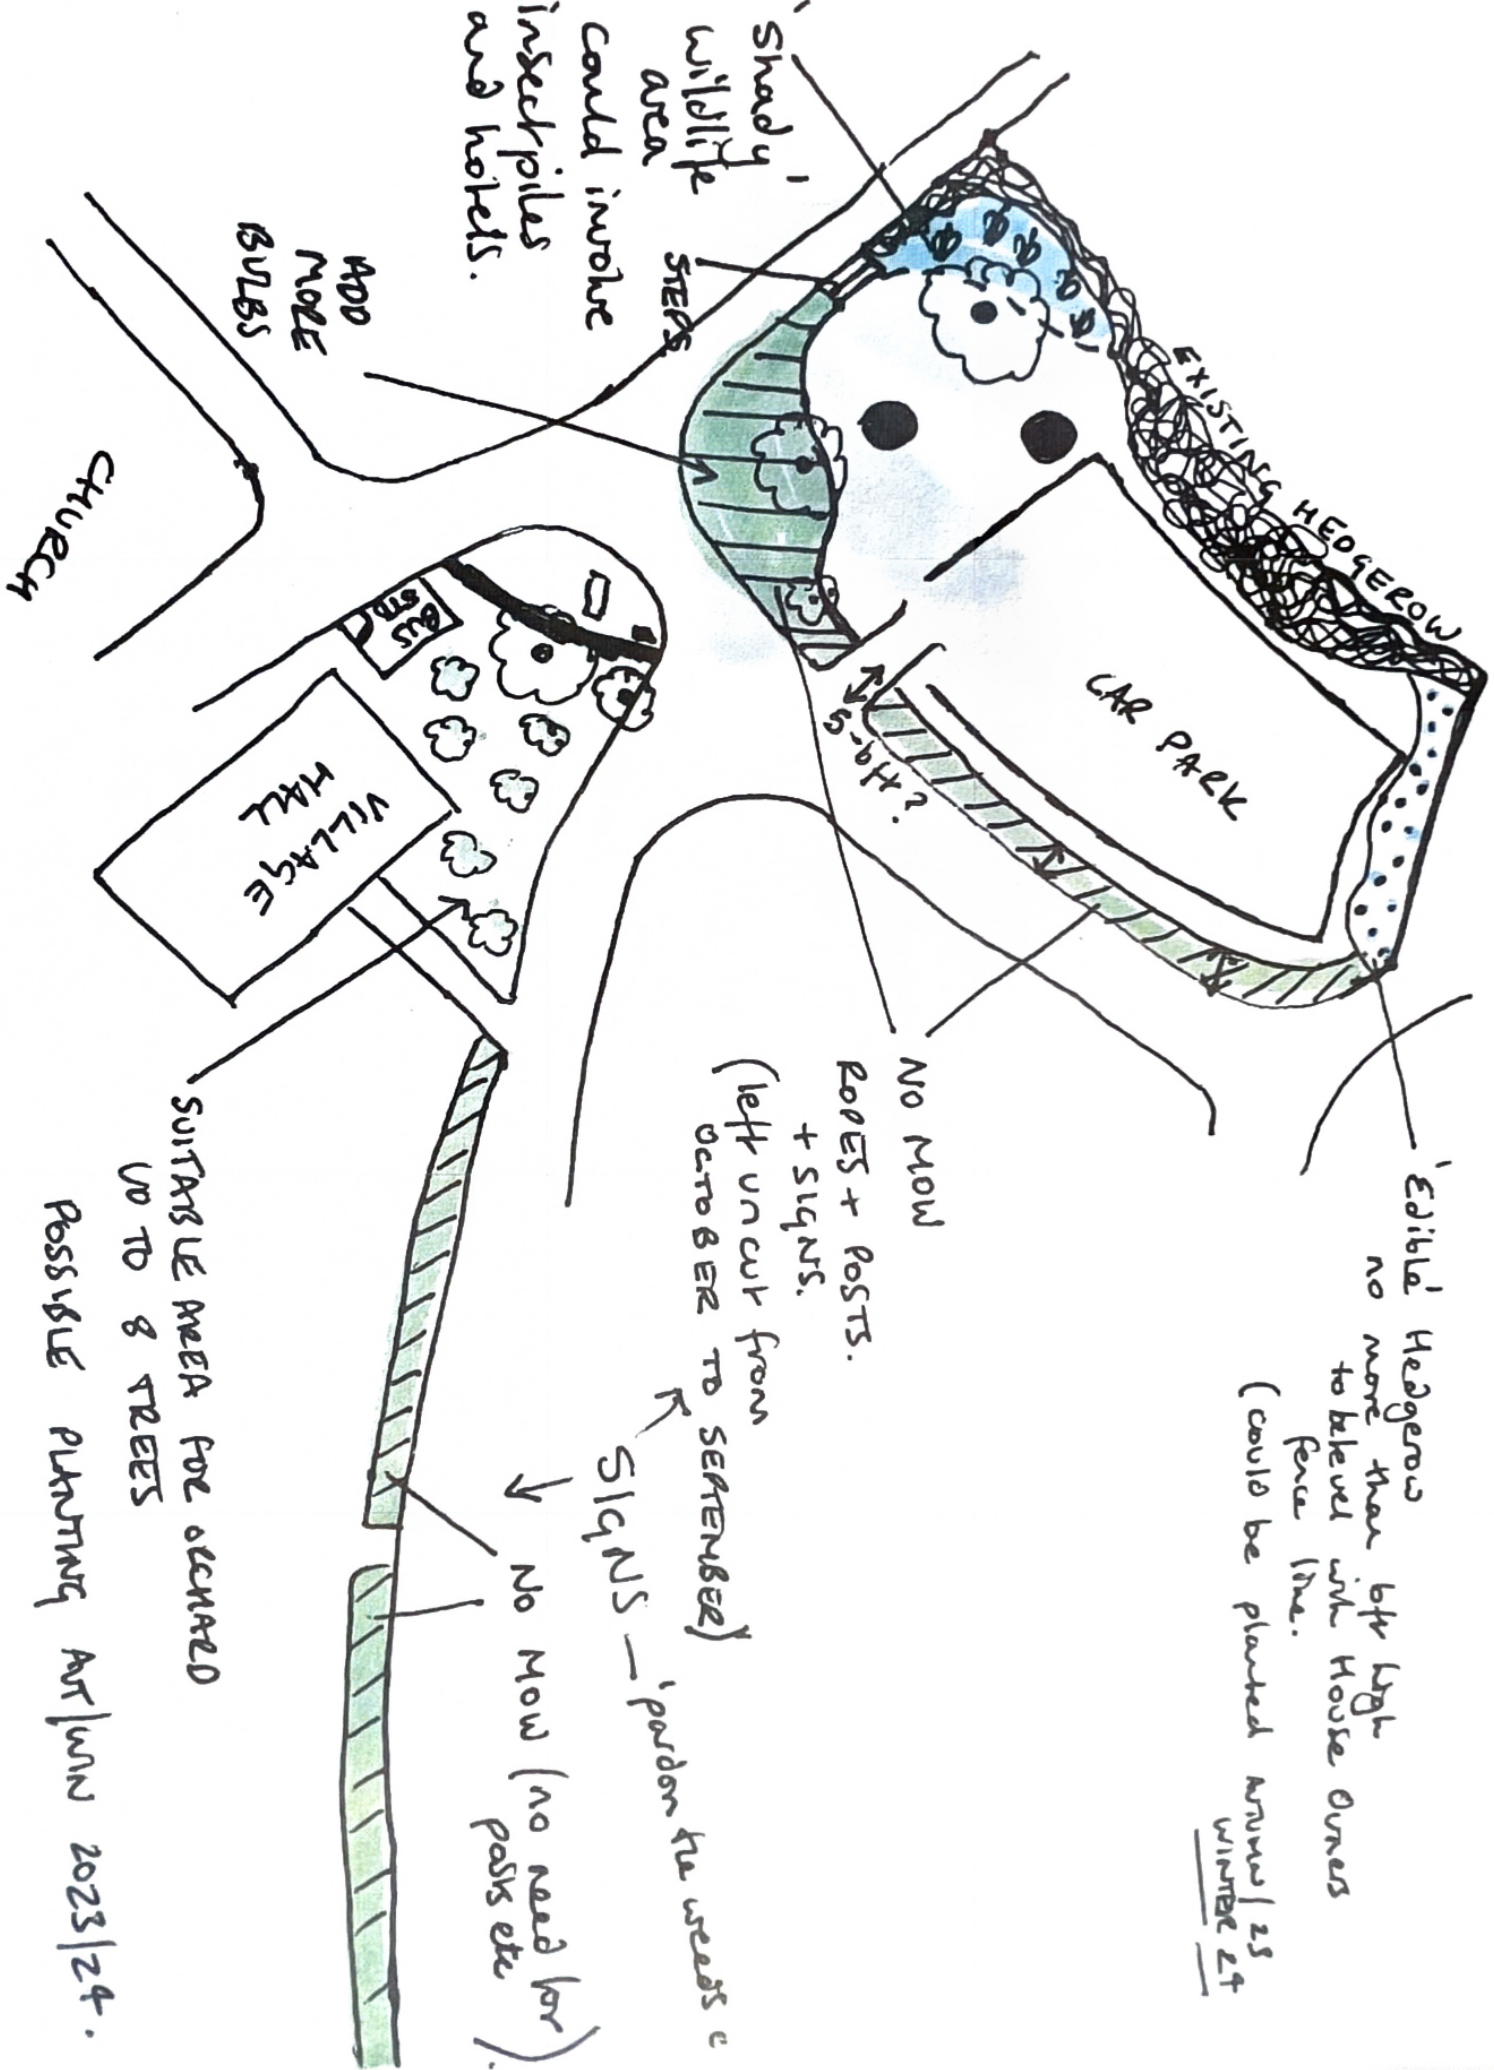 'Shady'
wildlife
area
could involve
insect piles
and hotels.
STEPS
ADD
MORE
BULBS
CHURCH
EXISTING HEDGEROW
CAR PARK
5-6ft?
BUS
STP
VILLAGE
HALL
'Edible' Hedgerow
no more than 6ft high
to be level with House Owners
fence line.
(could be planted AUTUMN/23
WINTER 24
NO MOW
ROPES + POSTS.
+ SIGNS.
(left uncut from
OCTOBER TO SEPTEMBER)
SIGNS — 'pardon the weeds
NO MOW (no need for
posts etc).
SUITABLE AREA FOR ORCHARD
UP TO 8 TREES
POSSIBLE PLANTING AUT/WIN 2023/24.